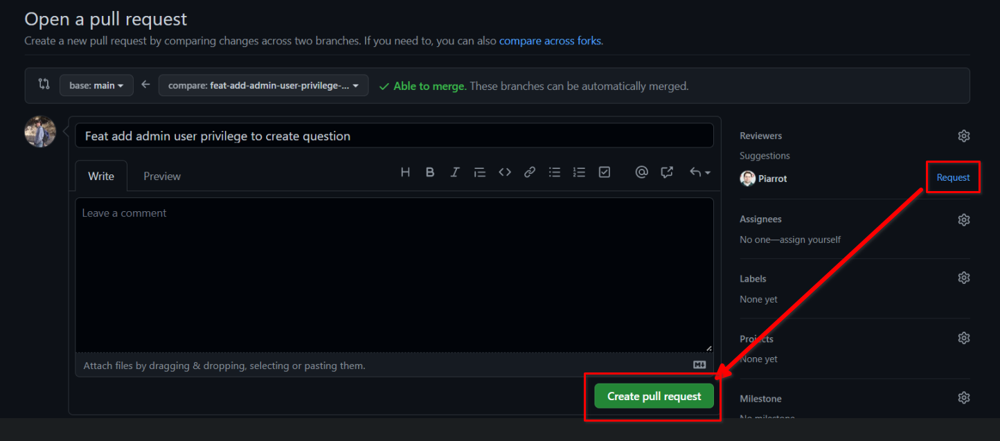 Open a pull request
Create a new pull request by comparing changes across two branches. If you need to, you can also compare across forks.
base: main
compare: feat-add-admin-user-privilege-...
Able to merge. These branches can be automatically merged.
Feat add admin user privilege to create question
Reviewers
Suggestions
Piarrot
Request
Write
Preview
H B I
Leave a comment
Assignees
No one—assign yourself
Labels
None yet
Projects
None yet
Attach files by dragging & dropping, selecting or pasting them.
Create pull request
Milestone
No milestone